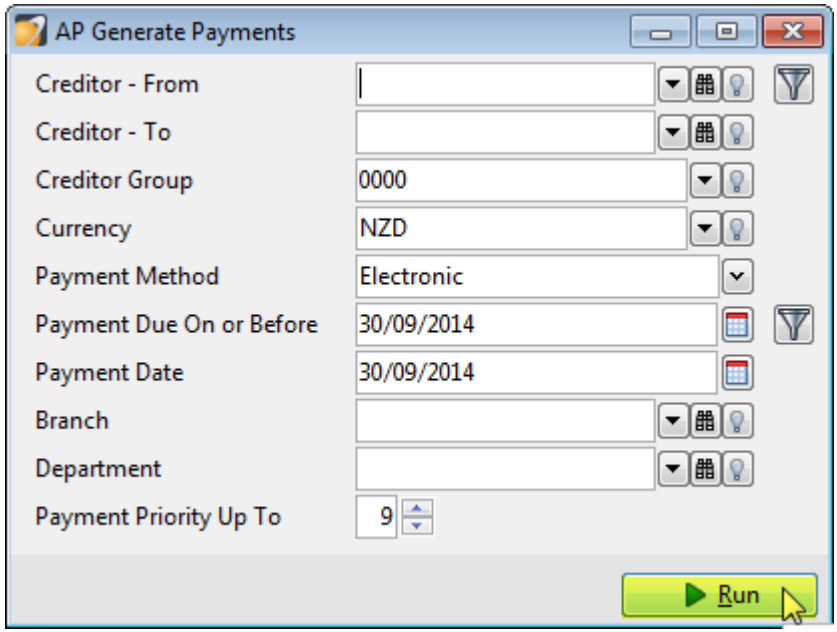 AP Generate Payments
Creditor - From
Creditor - To
Creditor Group 0000
Currency NZD
Payment Method Electronic
Payment Due On or Before 30/09/2014
Payment Date 30/09/2014
Branch
Department
Payment Priority Up To 9
Run